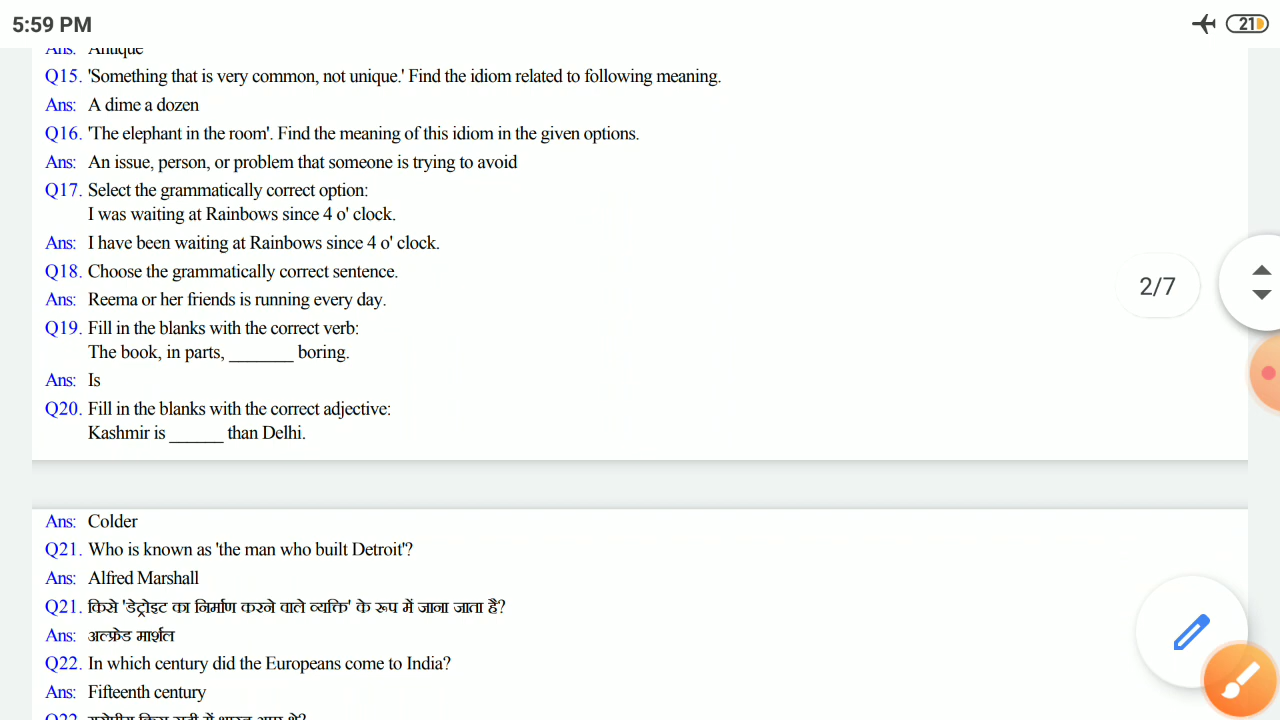 5:59 PM
21
Ans: Antique
Q15. 'Something that is very common, not unique.' Find the idiom related to following meaning.
Ans: A dime a dozen
Q16. 'The elephant in the room'. Find the meaning of this idiom in the given options.
Ans: An issue, person, or problem that someone is trying to avoid
Q17. Select the grammatically correct option:
I was waiting at Rainbows since 4 o' clock.
Ans: I have been waiting at Rainbows since 4 o' clock.
Q18. Choose the grammatically correct sentence.
2/7
Ans: Reema or her friends is running every day.
Q19. Fill in the blanks with the correct verb:
The book, in parts, _______ boring.
Ans: Is
Q20. Fill in the blanks with the correct adjective:
Kashmir is ______ than Delhi.
Ans: Colder
Q21. Who is known as 'the man who built Detroit'?
Ans: Alfred Marshall
Q21. किसे 'डेट्रोइट का निर्माण करने वाले व्यक्ति' के रूप में जाना जाता है?
Ans: अल्फ्रेड मार्शल
Q22. In which century did the Europeans come to India?
Ans: Fifteenth century
Q22. यूरोपीय किस सदी में भारत आए थे?